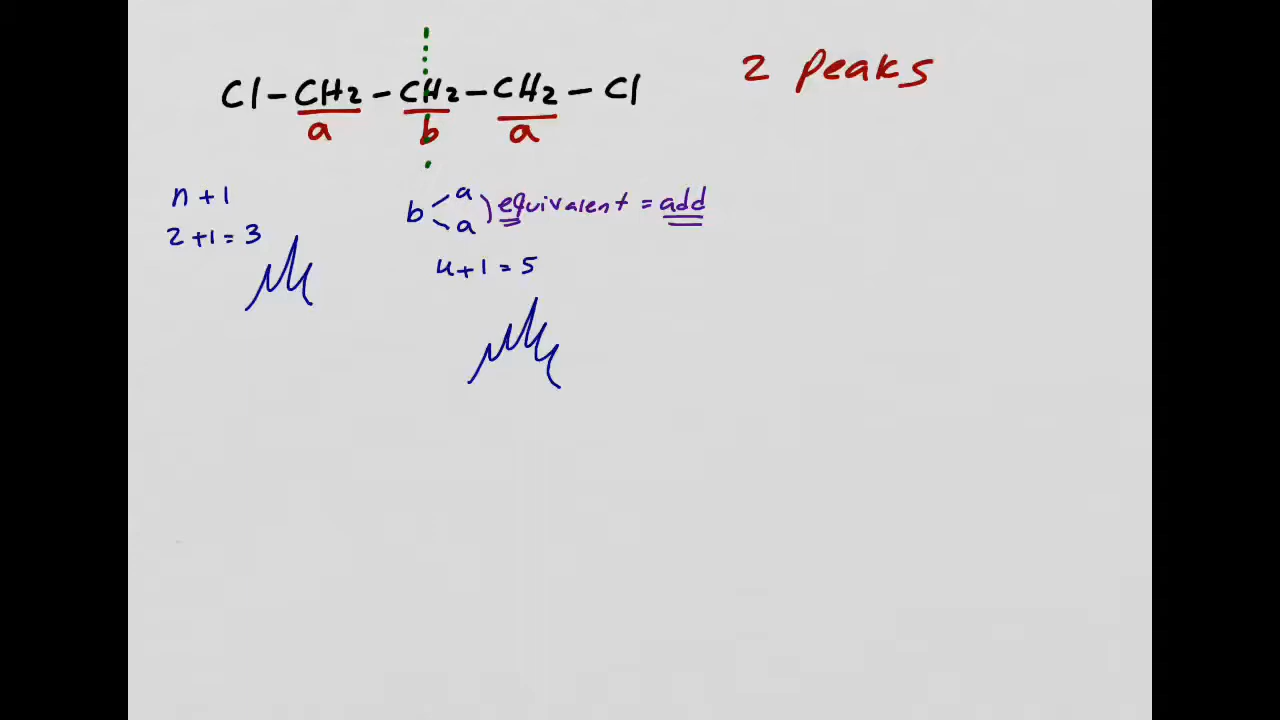 Cl - CH2 - CH2 - CH2 - Cl
a b a
2 peaks
n + 1
2 + 1 = 3
b a a ) equivalent = add
4 + 1 = 5